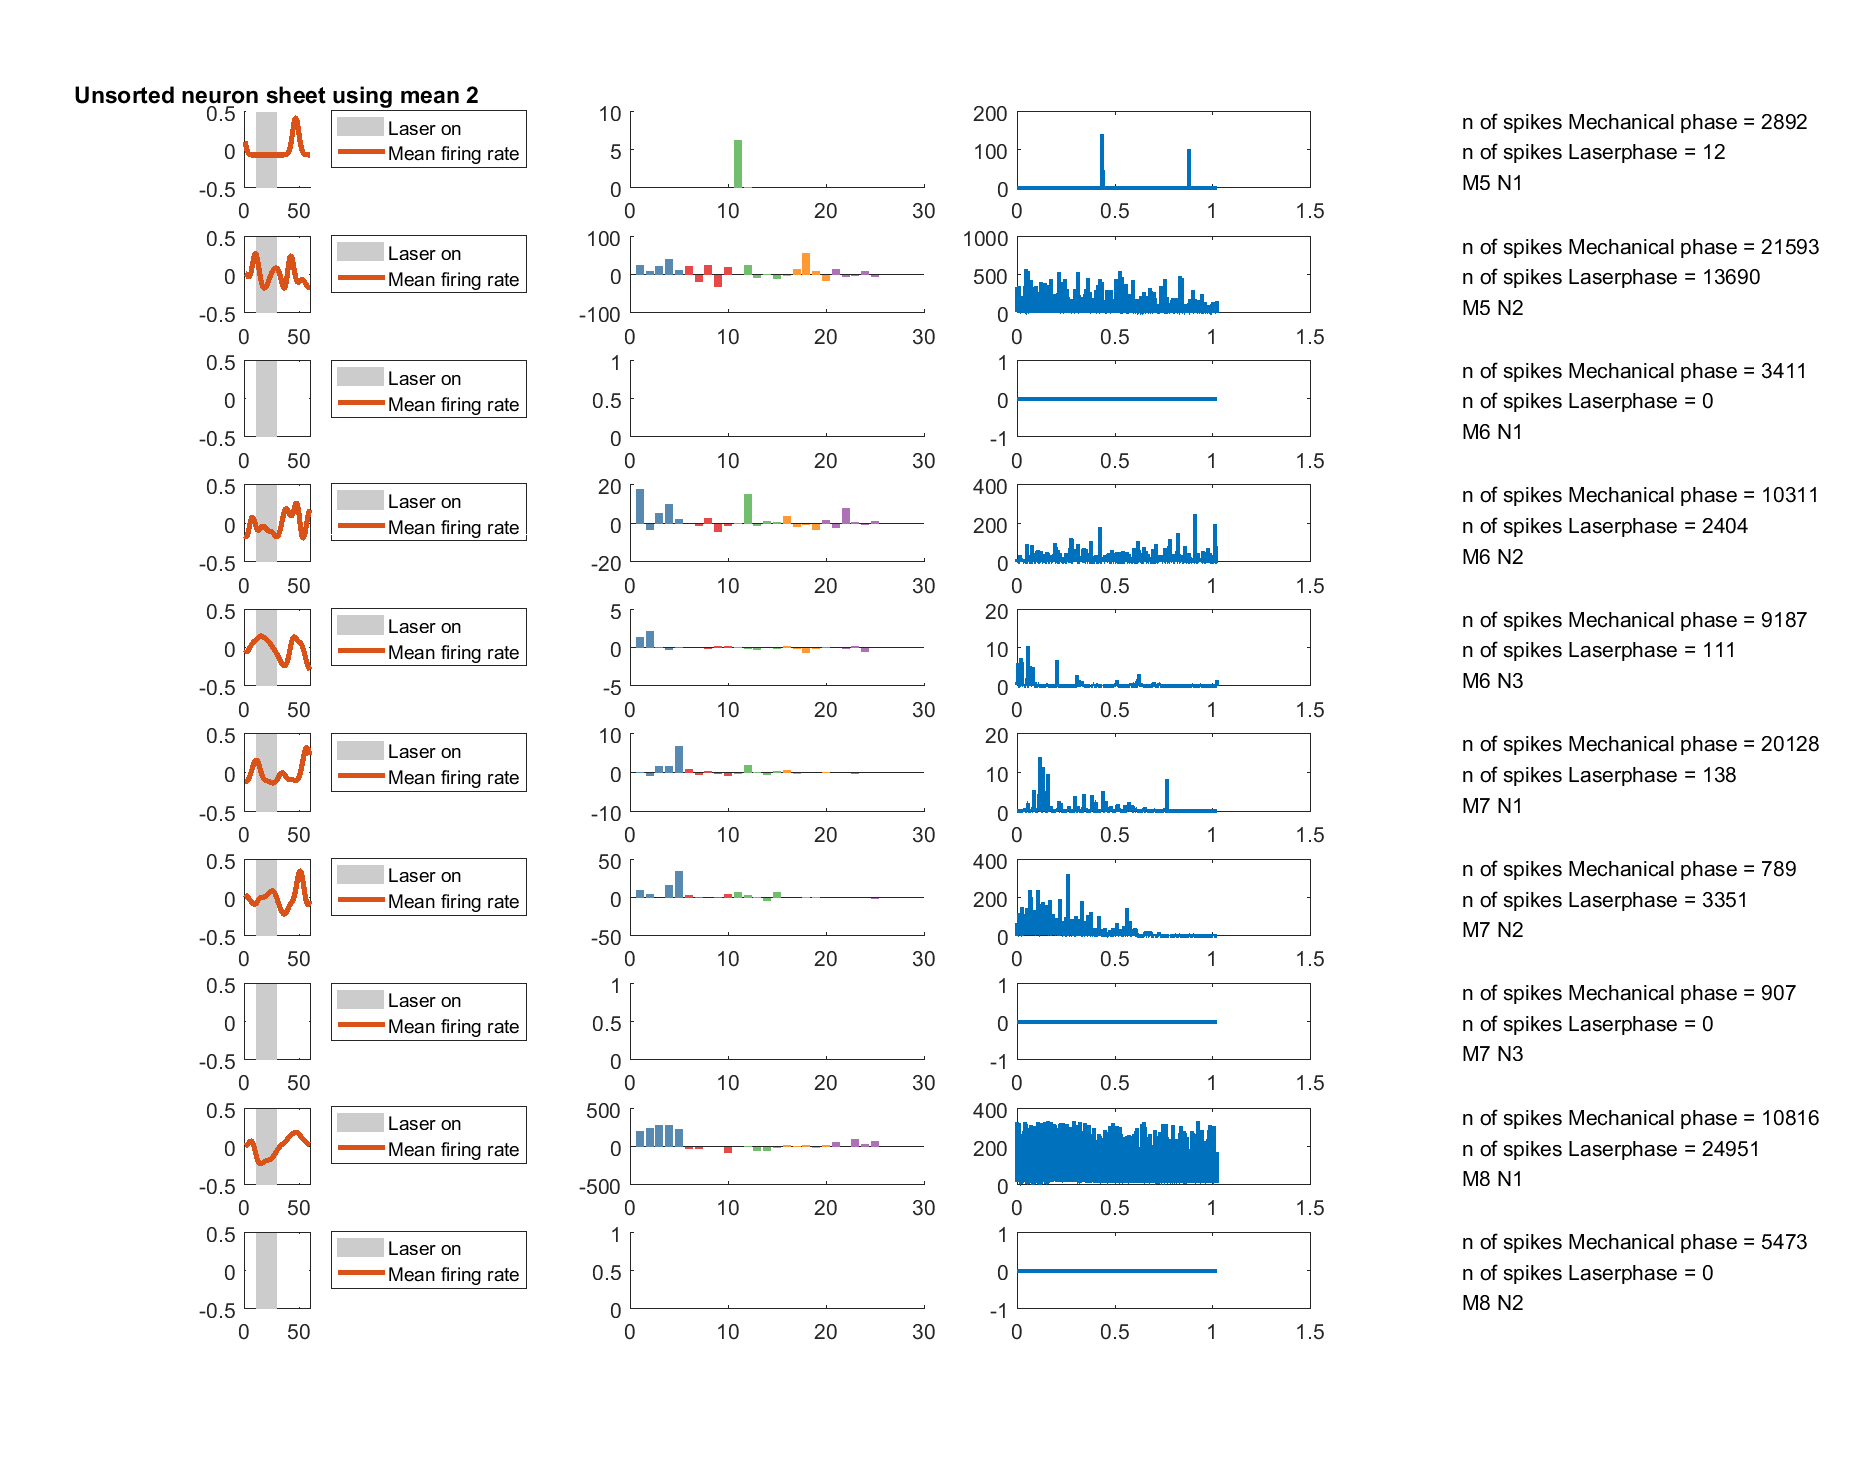 Unsorted neuron sheet using mean 2
0.5 0 -0.5
0 50
Laser on
Mean firing rate
10 5 0
0 10 20 30
200 100 0
0 0.5 1 1.5
n of spikes Mechanical phase = 2892
n of spikes Laserphase = 12
M5 N1
0.5 0 -0.5
0 50
Laser on
Mean firing rate
100 0 -100
0 10 20 30
1000 500 0
0 0.5 1 1.5
n of spikes Mechanical phase = 21593
n of spikes Laserphase = 13690
M5 N2
0.5 0 -0.5
0 50
Laser on
Mean firing rate
1 0.5 0
0 10 20 30
1 0 -1
0 0.5 1 1.5
n of spikes Mechanical phase = 3411
n of spikes Laserphase = 0
M6 N1
0.5 0 -0.5
0 50
Laser on
Mean firing rate
20 0 -20
0 10 20 30
400 200 0
0 0.5 1 1.5
n of spikes Mechanical phase = 10311
n of spikes Laserphase = 2404
M6 N2
0.5 0 -0.5
0 50
Laser on
Mean firing rate
5 0 -5
0 10 20 30
20 10 0
0 0.5 1 1.5
n of spikes Mechanical phase = 9187
n of spikes Laserphase = 111
M6 N3
0.5 0 -0.5
0 50
Laser on
Mean firing rate
10 0 -10
0 10 20 30
20 10 0
0 0.5 1 1.5
n of spikes Mechanical phase = 20128
n of spikes Laserphase = 138
M7 N1
0.5 0 -0.5
0 50
Laser on
Mean firing rate
50 0 -50
0 10 20 30
400 200 0
0 0.5 1 1.5
n of spikes Mechanical phase = 789
n of spikes Laserphase = 3351
M7 N2
0.5 0 -0.5
0 50
Laser on
Mean firing rate
1 0.5 0
0 10 20 30
1 0 -1
0 0.5 1 1.5
n of spikes Mechanical phase = 907
n of spikes Laserphase = 0
M7 N3
0.5 0 -0.5
0 50
Laser on
Mean firing rate
500 0 -500
0 10 20 30
400 200 0
0 0.5 1 1.5
n of spikes Mechanical phase = 10816
n of spikes Laserphase = 24951
M8 N1
0.5 0 -0.5
0 50
Laser on
Mean firing rate
1 0.5 0
0 10 20 30
1 0 -1
0 0.5 1 1.5
n of spikes Mechanical phase = 5473
n of spikes Laserphase = 0
M8 N2